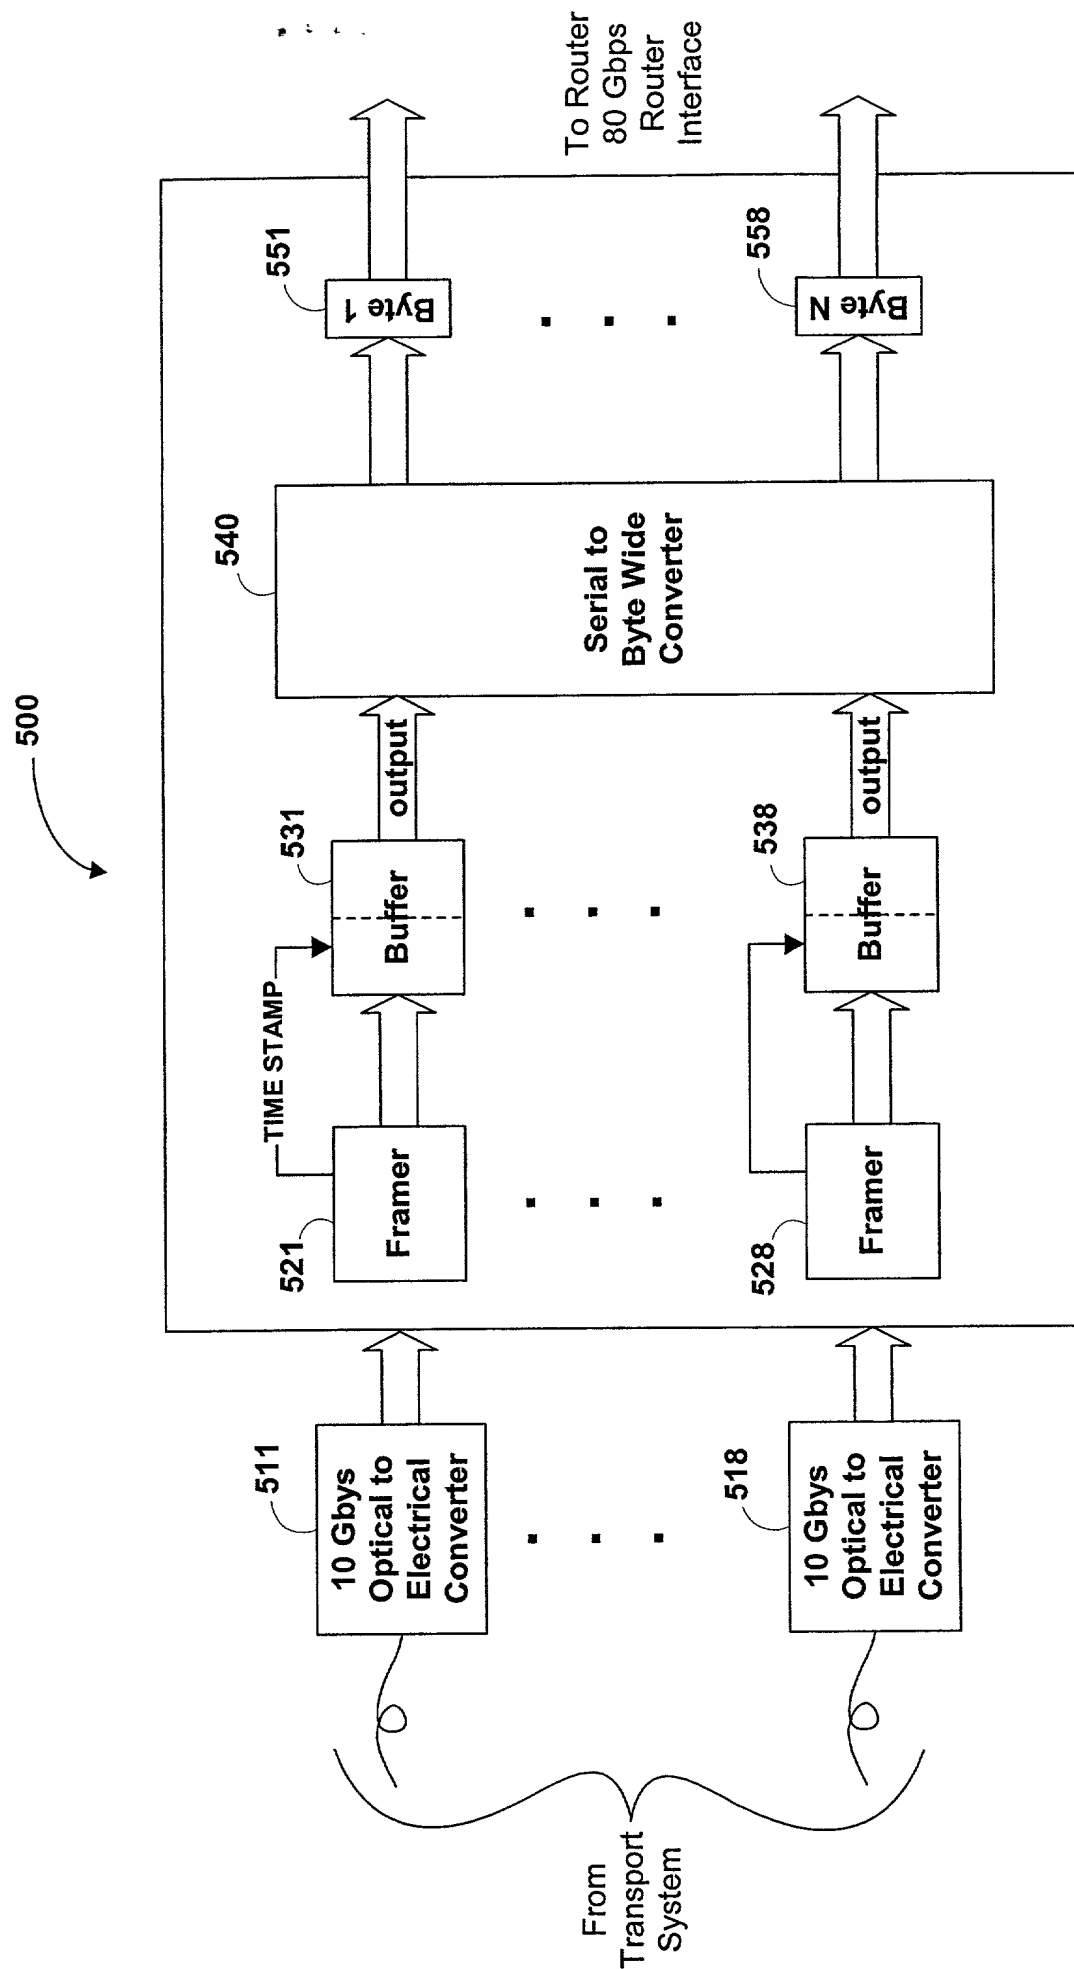 500
From
Transport
System
511
10 Gbys
Optical to
Electrical
Converter
518
10 Gbys
Optical to
Electrical
Converter
521
Framer
TIME STAMP
531
Buffer
output
528
Framer
538
Buffer
output
540
Serial to
Byte Wide
Converter
551
Byte 1
558
Byte N
To Router
80 Gbps
Router
Interface